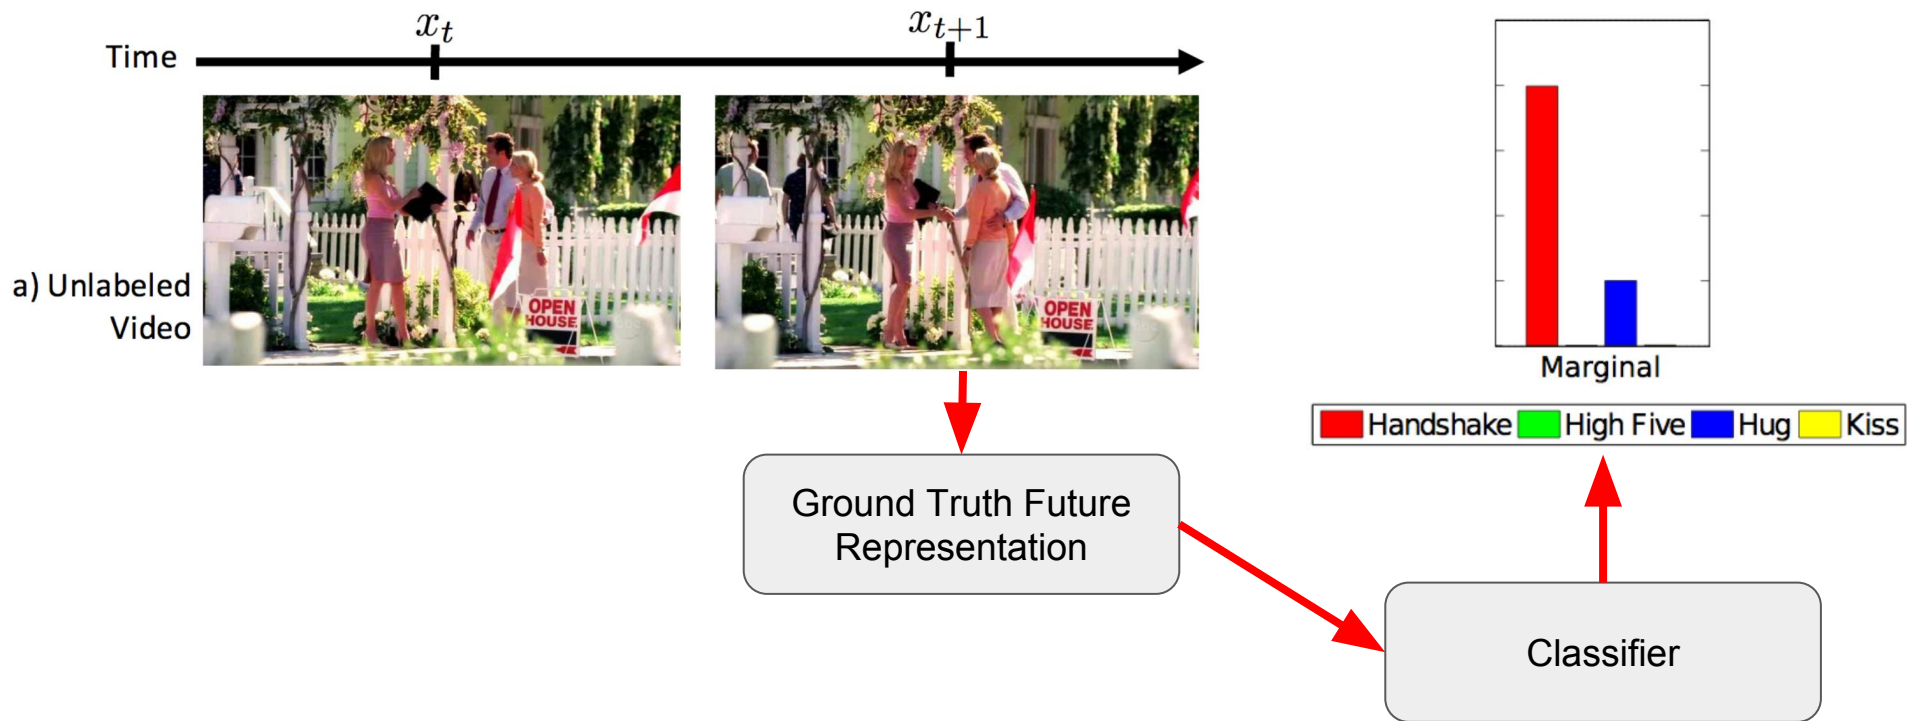 x_t
x_{t+1}
Time
a) Unlabeled
Video
OPEN
HOUSE
OPEN
HOUSE
Marginal
Handshake High Five Hug Kiss
Ground Truth Future
Representation
Classifier